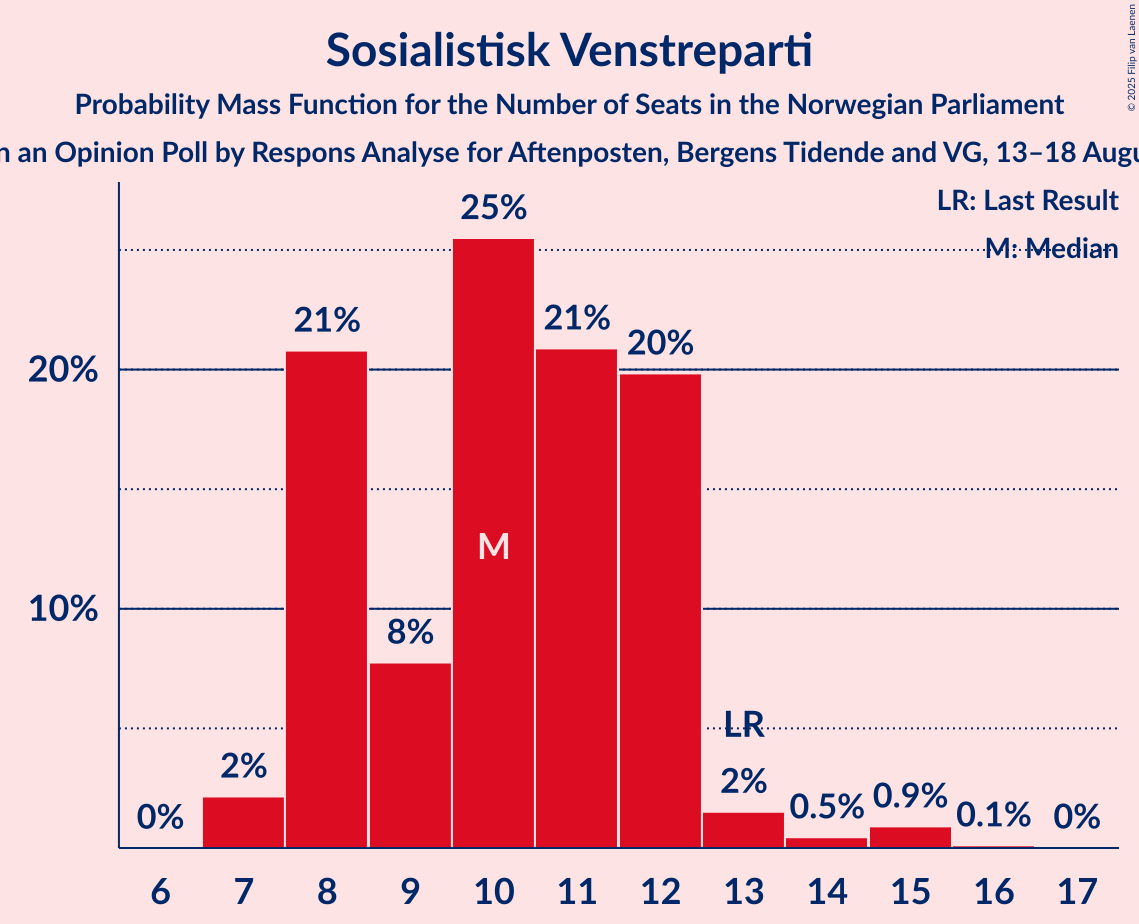 Sosialistisk Venstreparti
Probability Mass Function for the Number of Seats in the Norwegian Parliament
an Opinion Poll by Respons Analyse for Aftenposten, Bergens Tidende and VG, 13–18
© 2025 Filip van Laenen
LR: Last Result
M: Median
25%
21%
21%
20%
20%
M
10%
8%
LR
2%
2%
0.5%
0.9%
0.1%
0%
0%
6 7 8 9 10 11 12 13 14 15 16 17